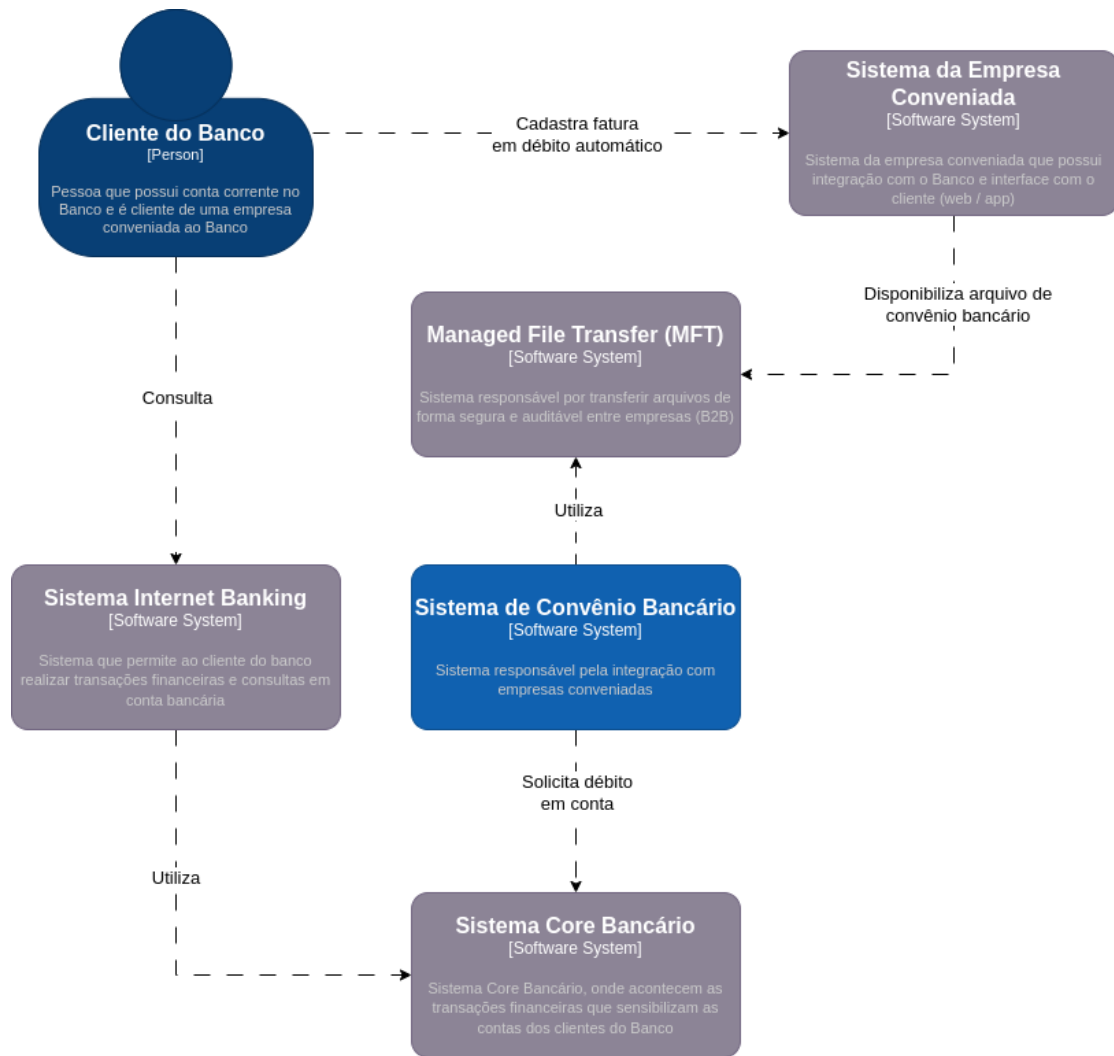 Cliente do Banco
[Person]
Pessoa que possui conta corrente no
Banco e é cliente de uma empresa
conveniada ao Banco
Cadastra fatura
em débito automático
Sistema da Empresa
Conveniada
[Software System]
Sistema da empresa conveniada que possui
integração com o Banco e interface com o
cliente (web / app)
Disponibiliza arquivo de
convênio bancário
Managed File Transfer (MFT)
[Software System]
Sistema responsável por transferir arquivos de
forma segura e auditável entre empresas (B2B)
Consulta
Utiliza
Sistema Internet Banking
[Software System]
Sistema que permite ao cliente do banco
realizar transações financeiras e consultas em
conta bancária
Sistema de Convênio Bancário
[Software System]
Sistema responsável pela integração com
empresas conveniadas
Solicita débito
em conta
Utiliza
Sistema Core Bancário
[Software System]
Sistema Core Bancário, onde acontecem as
transações financeiras que sensibilizam as
contas dos clientes do Banco